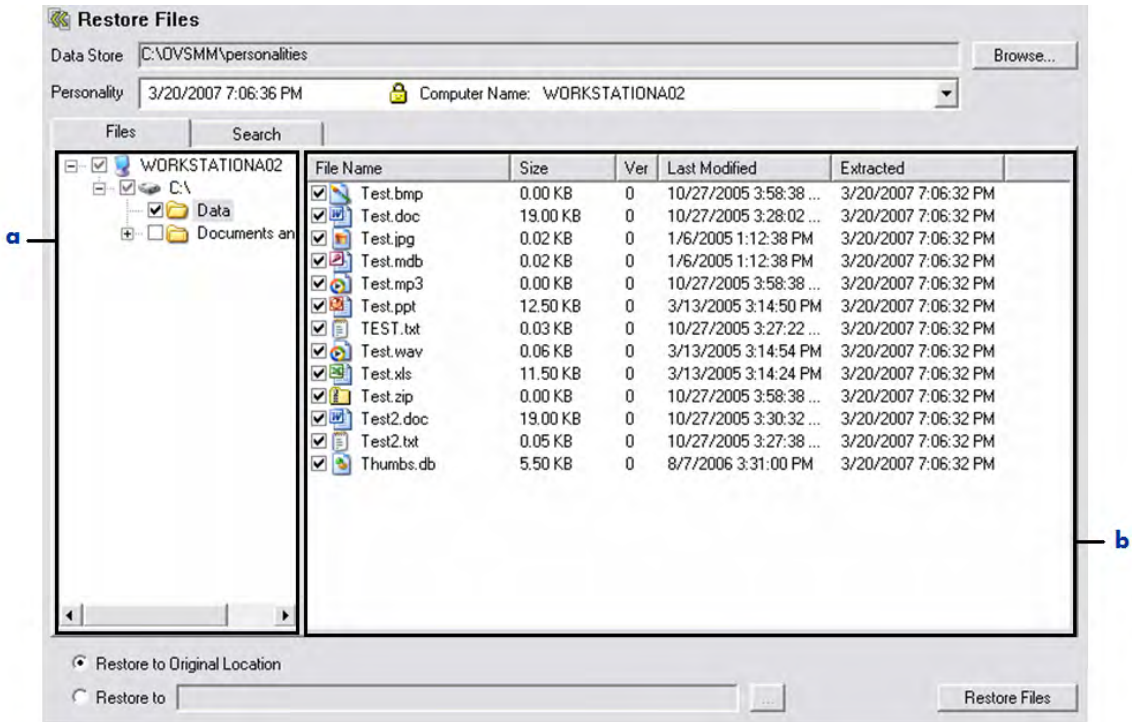 Restore Files
Data Store C:\OVSMM\personalities Browse...
Personality 3/20/2007 7:06:36 PM Computer Name: WORKSTATIONA02
Files Search
WORKSTATIONA02
C:\
Data
Documents an
a
File Name Size Ver Last Modified Extracted
Test.bmp 0.00 KB 0 10/27/2005 3:58:38 ... 3/20/2007 7:06:32 PM
Test.doc 19.00 KB 0 10/27/2005 3:28:02 ... 3/20/2007 7:06:32 PM
Test.jpg 0.02 KB 0 1/6/2005 1:12:38 PM 3/20/2007 7:06:32 PM
Test.mdb 0.02 KB 0 1/6/2005 1:12:38 PM 3/20/2007 7:06:32 PM
Test.mp3 0.00 KB 0 10/27/2005 3:58:38 ... 3/20/2007 7:06:32 PM
Test.ppt 12.50 KB 0 3/13/2005 3:14:50 PM 3/20/2007 7:06:32 PM
TEST.txt 0.03 KB 0 10/27/2005 3:27:22 ... 3/20/2007 7:06:32 PM
Test.wav 0.06 KB 0 3/13/2005 3:14:54 PM 3/20/2007 7:06:32 PM
Test.xls 11.50 KB 0 3/13/2005 3:14:24 PM 3/20/2007 7:06:32 PM
Test.zip 0.00 KB 0 10/27/2005 3:58:38 ... 3/20/2007 7:06:32 PM
Test2.doc 19.00 KB 0 10/27/2005 3:30:32 ... 3/20/2007 7:06:32 PM
Test2.txt 0.05 KB 0 10/27/2005 3:27:38 ... 3/20/2007 7:06:32 PM
Thumbs.db 5.50 KB 0 8/7/2006 3:31:00 PM 3/20/2007 7:06:32 PM
b
Restore to Original Location
Restore to ... Restore Files